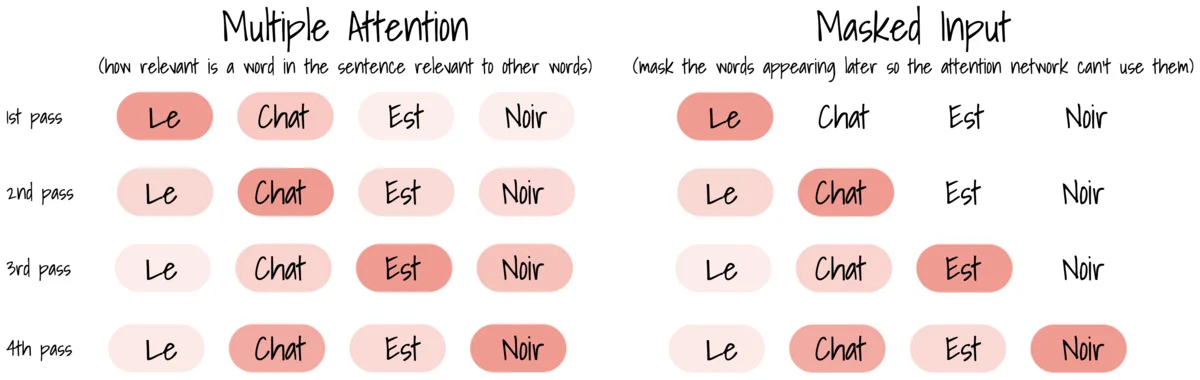 Multiple Attention
(how relevant is a word in the sentence relevant to other words)
1st pass Le Chat Est Noir
2nd pass Le Chat Est Noir
3rd pass Le Chat Est Noir
4th pass Le Chat Est Noir
Masked Input
(mask the words appearing later so the attention network can't use them)
Le Chat Est Noir
Le Chat Est Noir
Le Chat Est Noir
Le Chat Est Noir